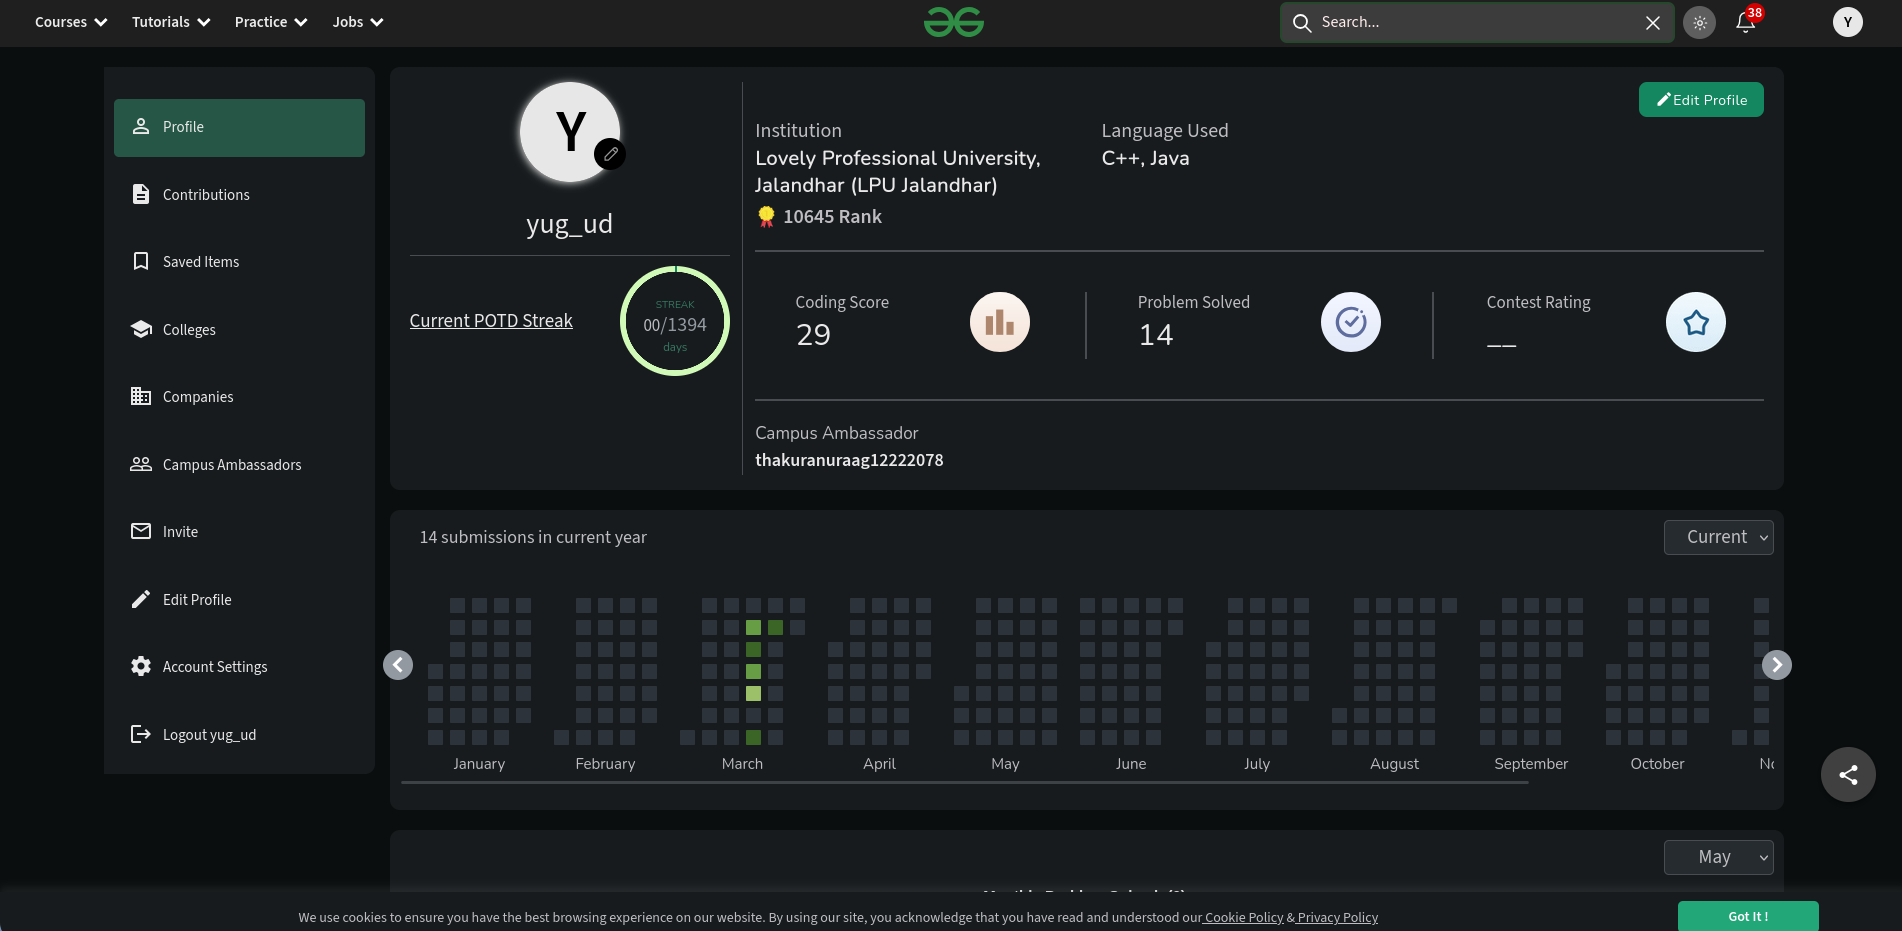 Courses Tutorials Practice Jobs
Search...
38
Y
Profile
Contributions
Saved Items
Colleges
Companies
Campus Ambassadors
Invite
Edit Profile
Account Settings
Logout yug_ud
Y
yug_ud
Current POTD Streak
STREAK
00/1394
days
Edit Profile
Institution
Lovely Professional University,
Jalandhar (LPU Jalandhar)
10645 Rank
Language Used
C++, Java
Coding Score
29
Problem Solved
14
Contest Rating
__
Campus Ambassador
thakuranuraag12222078
14 submissions in current year
Current
January February March April May June July August September October
May
We use cookies to ensure you have the best browsing experience on our website. By using our site, you acknowledge that you have read and understood our Cookie Policy & Privacy Policy
Got It !